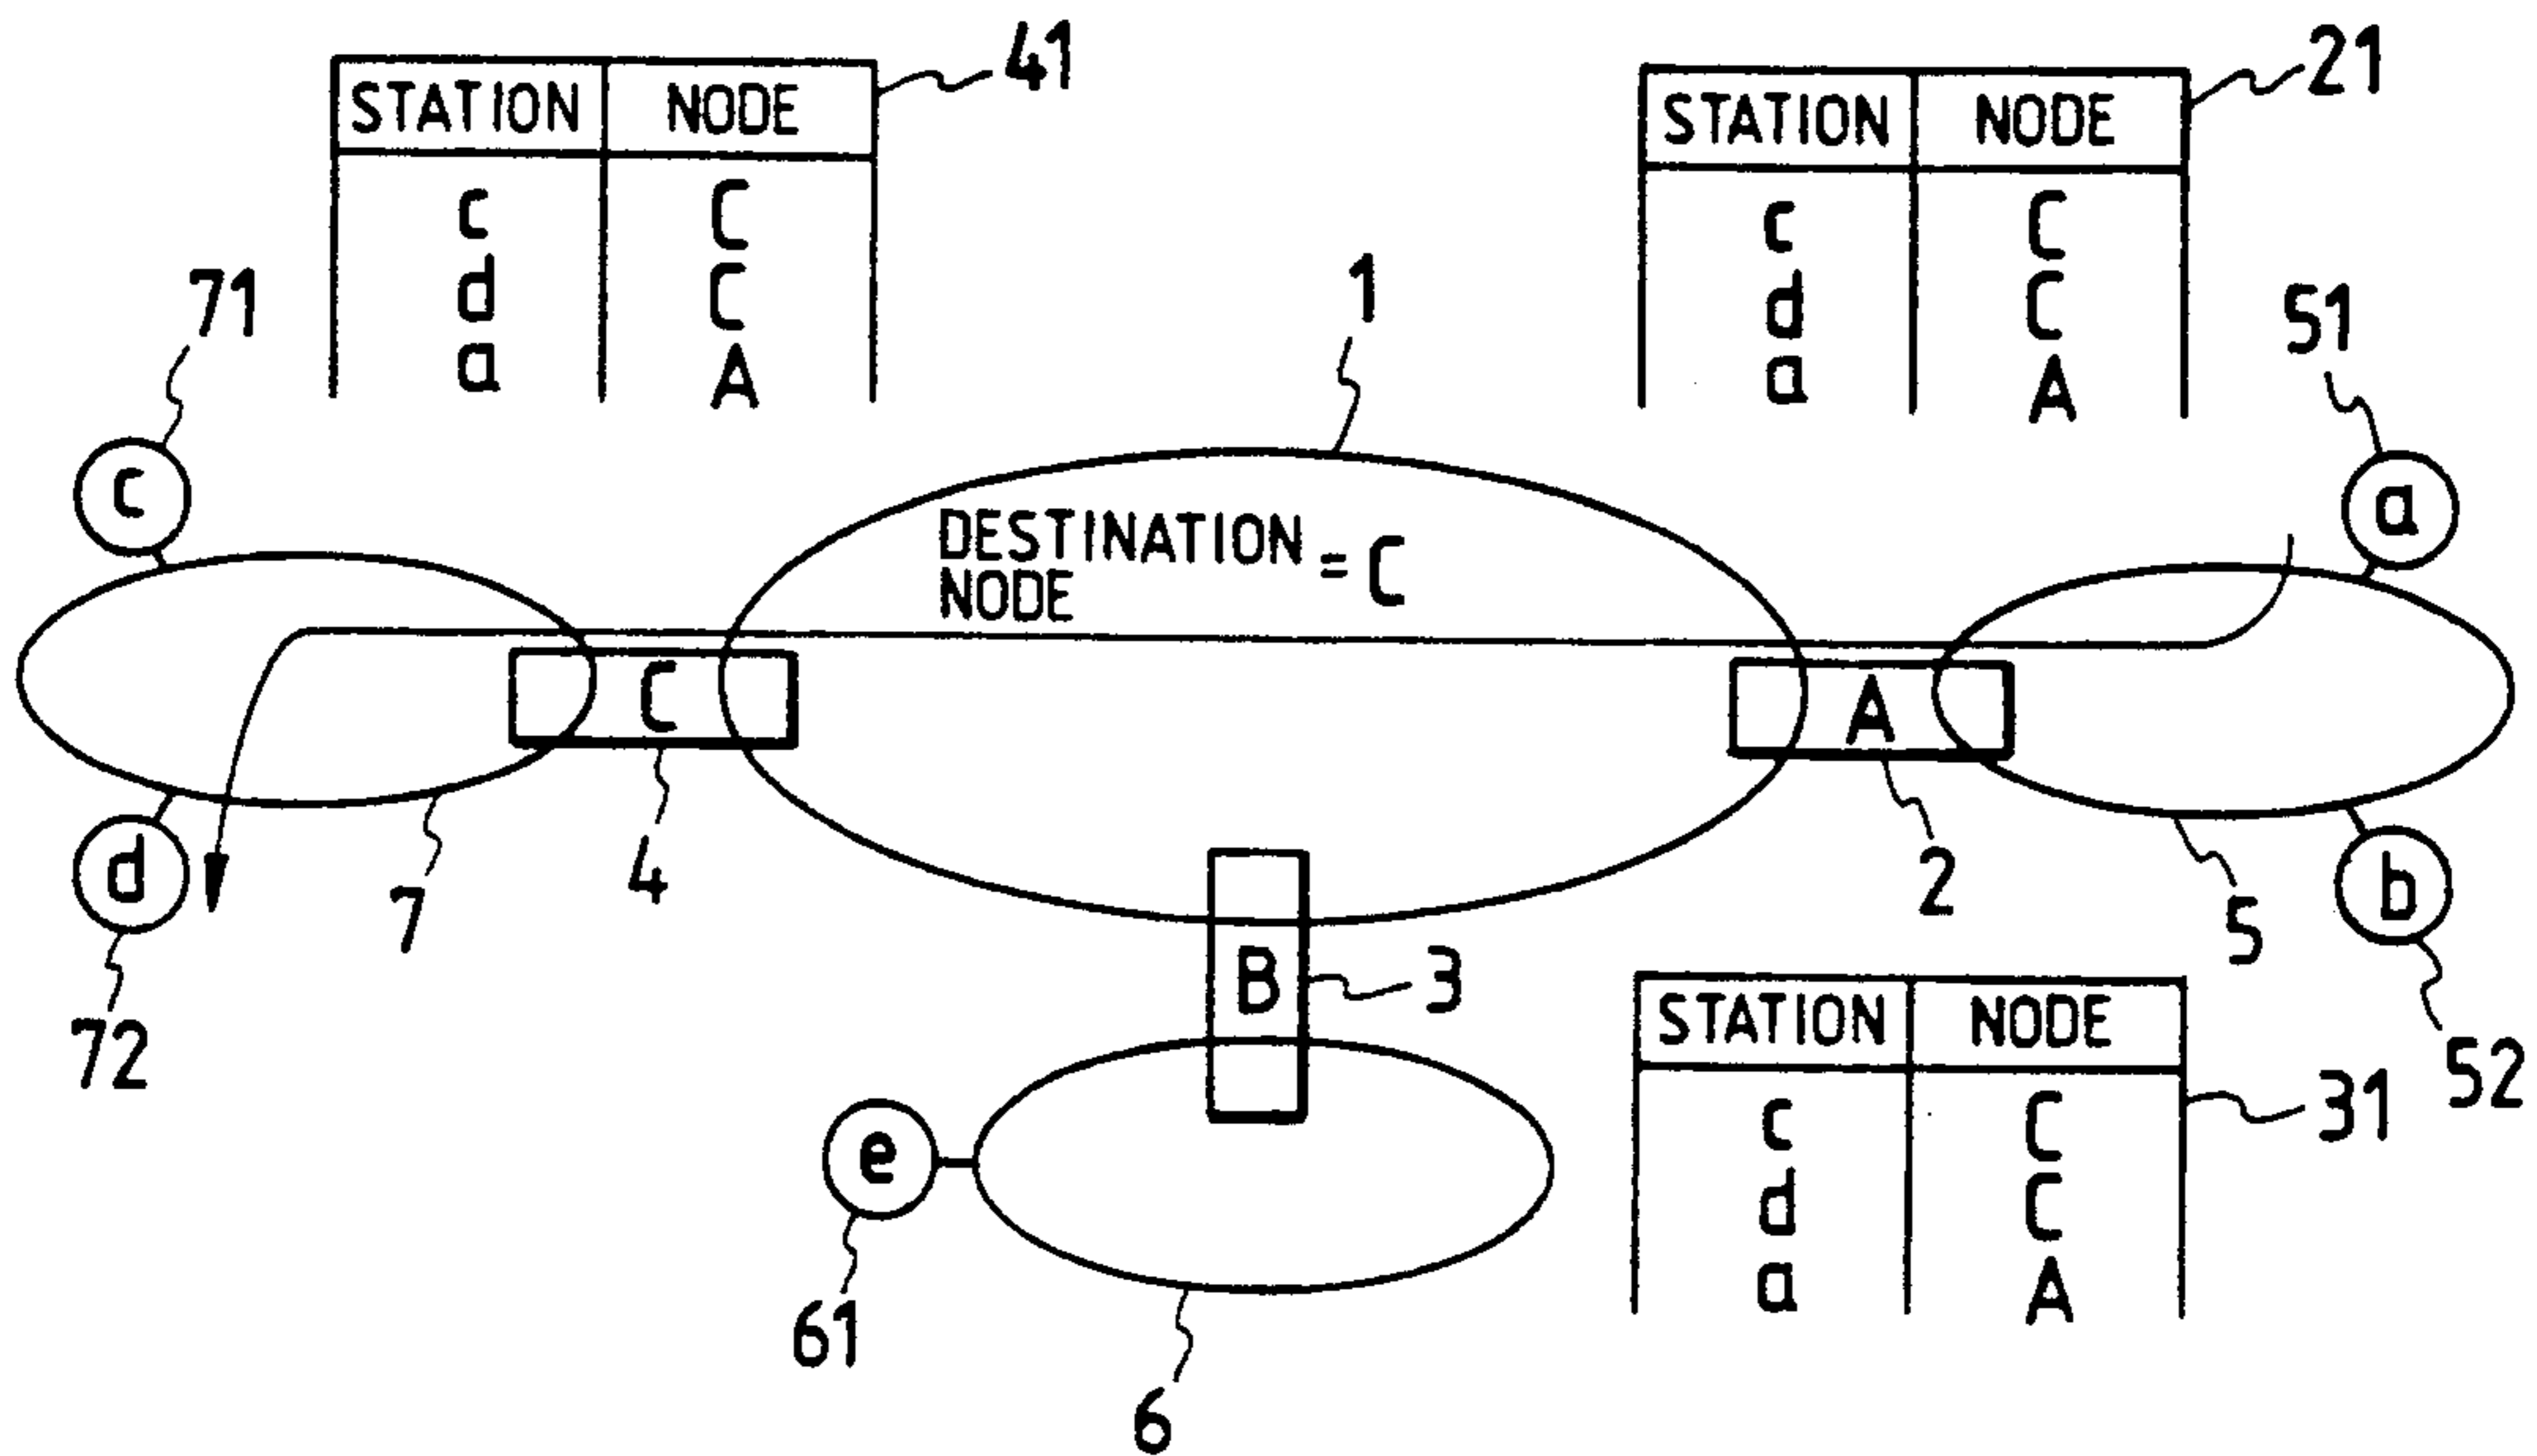 41
STATION NODE
c C
d C
a A
21
STATION NODE
c C
d C
a A
71
1
51
c
a
DESTINATION
NODE
= C
C
A
d
7
4
2
5
b
72
B
3
52
STATION NODE
c C
d C
a A
31
e
61
6